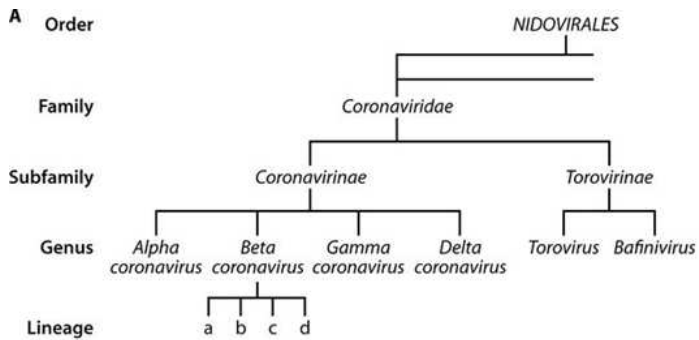 A
Order NIDOVIRALES
Family Coronaviridae
Subfamily Coronavirinae Torovirinae
Genus Alpha Beta Gamma Delta Torovirus Bafinivirus
coronavirus coronavirus coronavirus coronavirus
Lineage a b c d